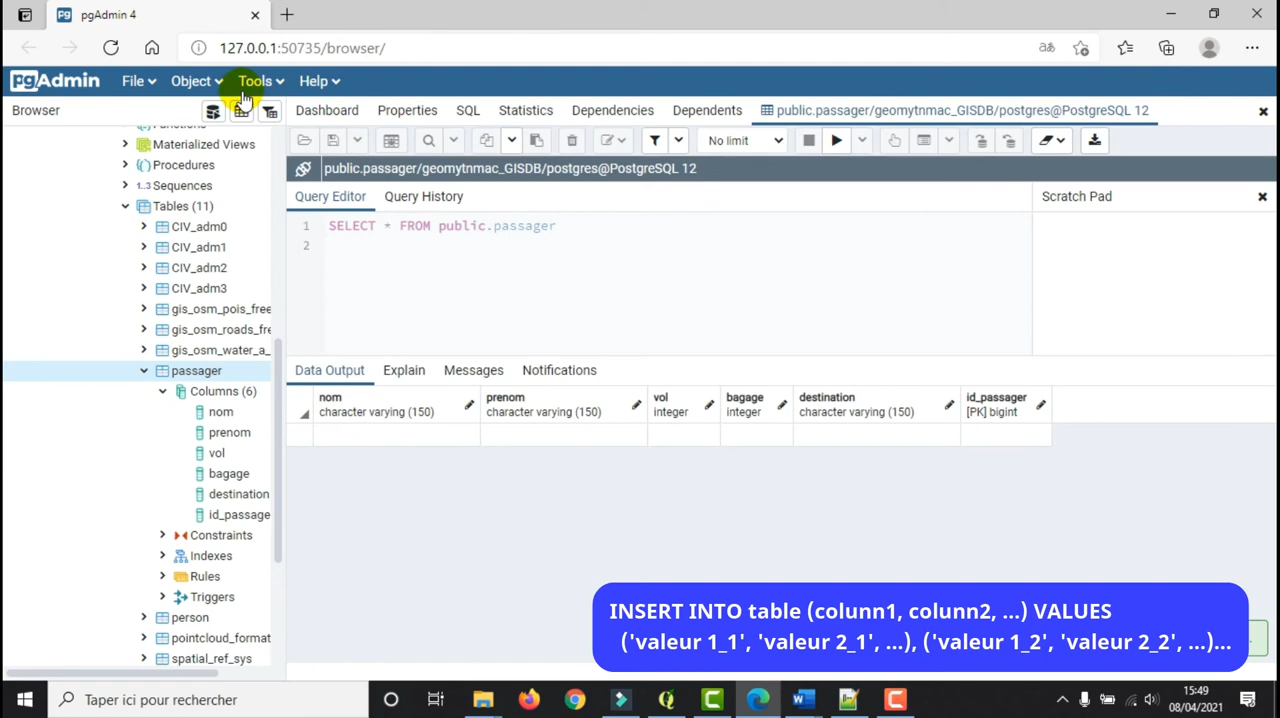 pgAdmin 4
127.0.0.1:50735/browser/
pgAdmin File Object Tools Help
Browser
Dashboard Properties SQL Statistics Dependencies Dependents public.passager/geomytnmac_GISDB/postgres@PostgreSQL 12
Materialized Views
Procedures
1..3 Sequences
Tables (11)
CIV_adm0
CIV_adm1
CIV_adm2
CIV_adm3
gis_osm_pois_free
gis_osm_roads_fre
gis_osm_water_a_
passager
Columns (6)
nom
prenom
vol
bagage
destination
id_passage
Constraints
Indexes
Rules
Triggers
person
pointcloud_format
spatial_ref_sys
No limit
public.passager/geomytnmac_GISDB/postgres@PostgreSQL 12
Query Editor Query History
Scratch Pad
1 SELECT * FROM public.passager
2
Data Output Explain Messages Notifications
nom
character varying (150)
prenom
character varying (150)
vol
integer
bagage
integer
destination
character varying (150)
id_passager
[PK] bigint
INSERT INTO table (colunn1, colunn2, ...) VALUES
('valeur 1_1', 'valeur 2_1', ...), ('valeur 1_2', 'valeur 2_2', ...)...
Taper ici pour rechercher
15:49
08/04/2021